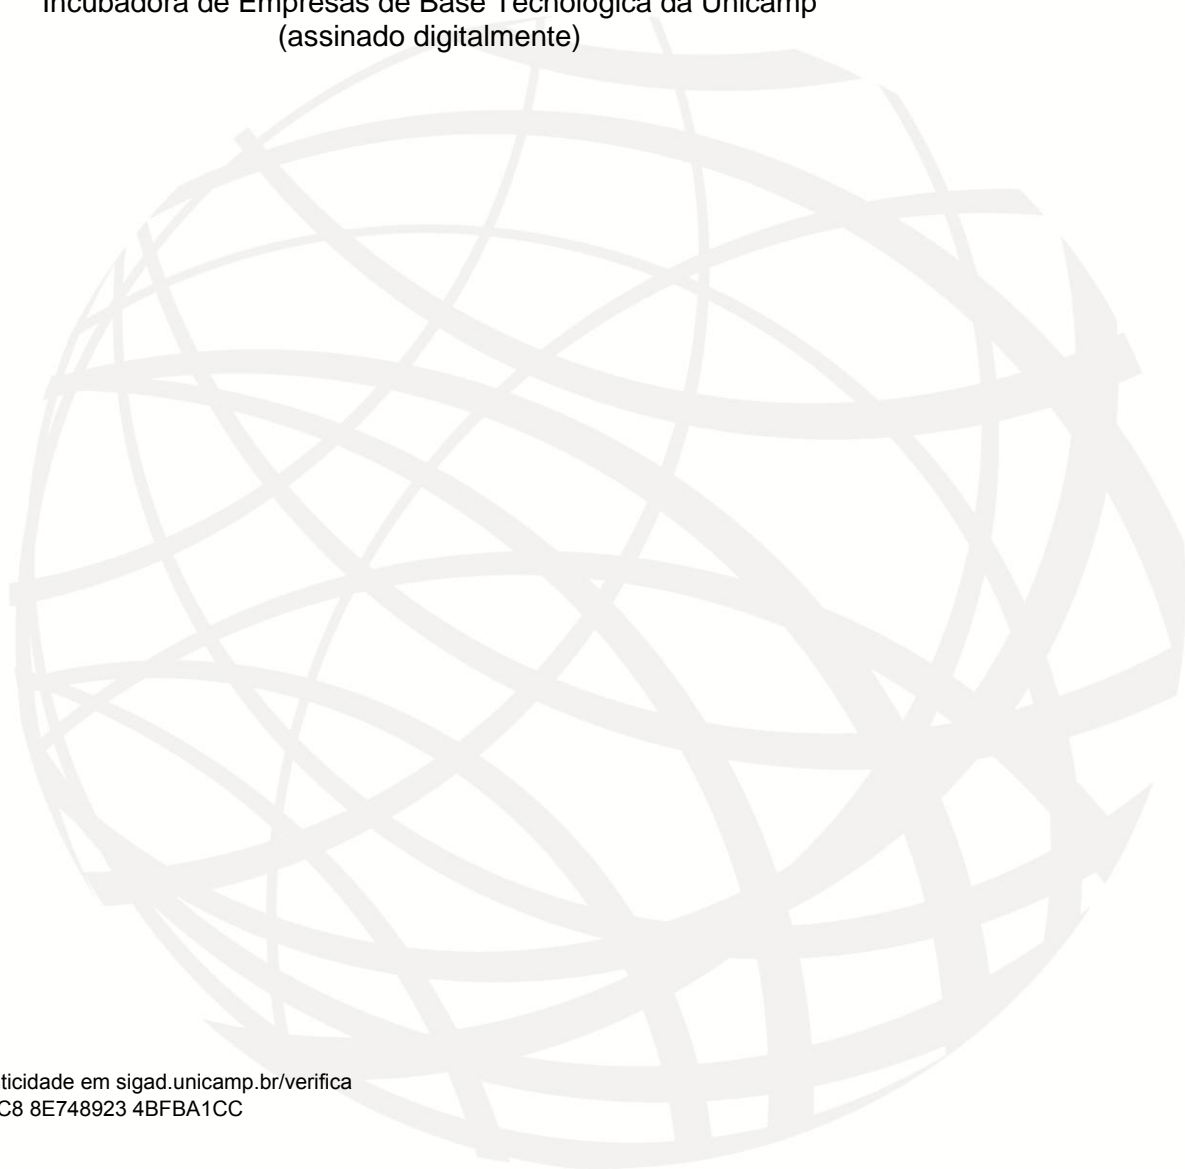 Incubadora de Empresas de Base Tecnológica da Unicamp
(assinado digitalmente)
ticidade em sigad.unicamp.br/verifica
C8 8E748923 4BFBA1CC